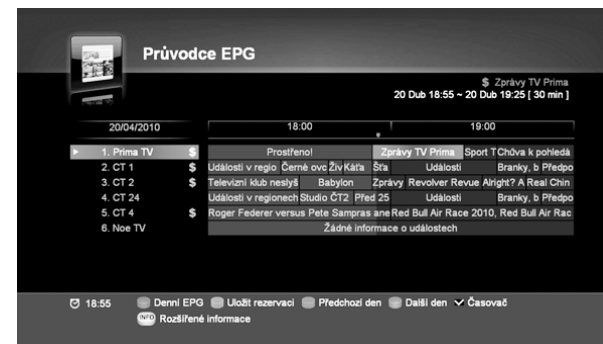 Průvodce EPG
$ Zprávy TV Prima
20 Dub 18:55 ~ 20 Dub 19:25 [ 30 min ]
20/04/2010 18:00 19:00
1. Prima TV $ Prostřeno! Zprávy TV Prima Sport T Chůva k pohledá
2. CT 1 $ Události v regio Černé ovc Živ Káťa Šťa Události Branky, b Předpo
3. CT 2 $ Televizní klub neslyš Babylon Zprávy Revolver Revue Alright? A Real Chin
4. CT 24 Události v regionech Studio ČT2 Před 25 Události Branky, b Předpo
5. CT 4 $ Roger Federer versus Pete Sampras ane Red Bull Air Race 2010, Red Bull Air Rac
6. Noe TV Žádné informace o událostech
18:55 Denní EPG Uložit rezervaci Předchozí den Další den Časovač
INFO Rozšířené informace